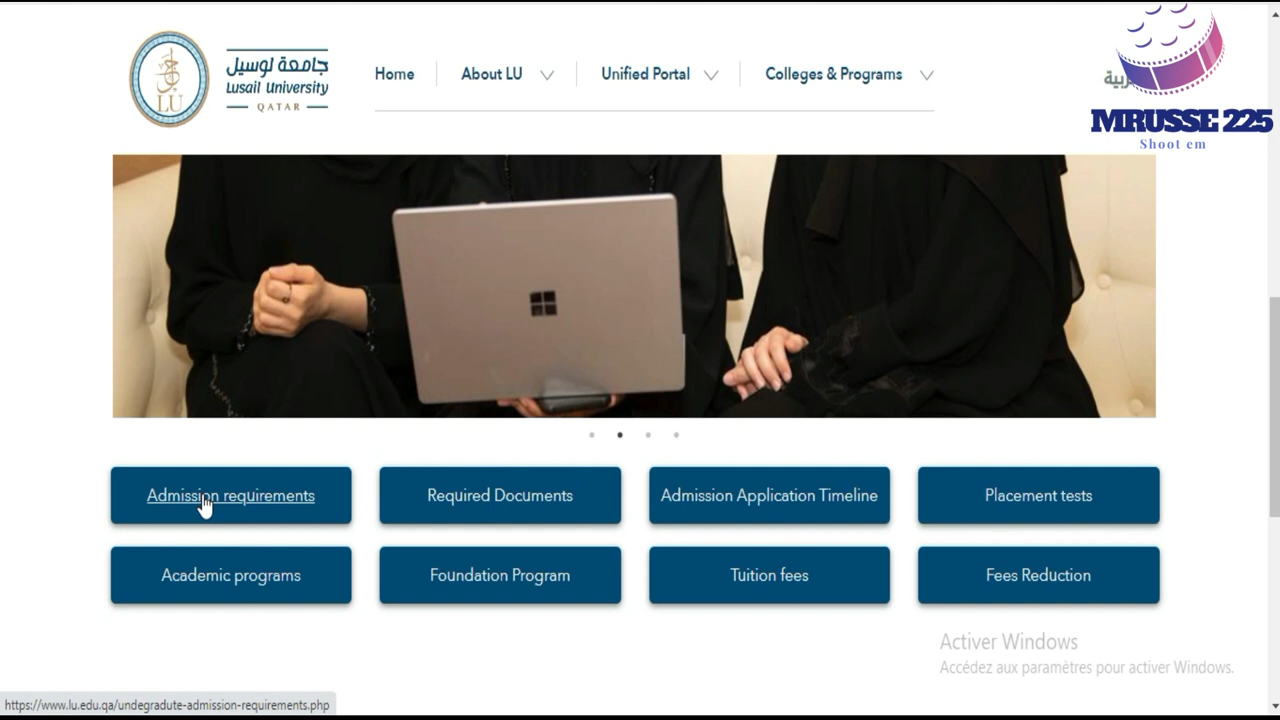 جامعة لوسيل
Lusail University
QATAR
LU
Home
About LU
Unified Portal
Colleges & Programs
MRUSSE 225
Shoot em
Admission requirements
Required Documents
Admission Application Timeline
Placement tests
Academic programs
Foundation Program
Tuition fees
Fees Reduction
Activer Windows
Accédez aux paramètres pour activer Windows.
https://www.lu.edu.qa/undegradute-admission-requirements.php